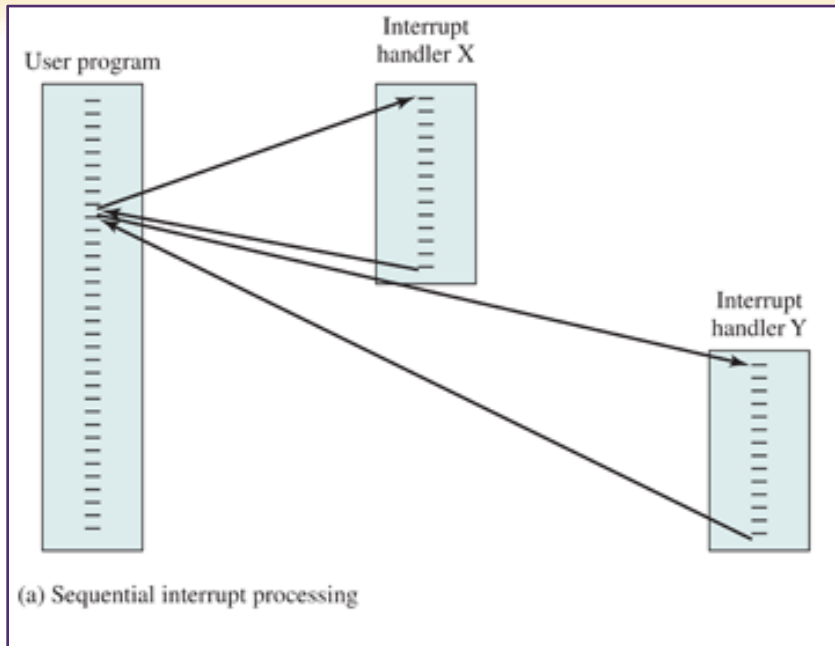 User program
Interrupt
handler X
Interrupt
handler Y
(a) Sequential interrupt processing